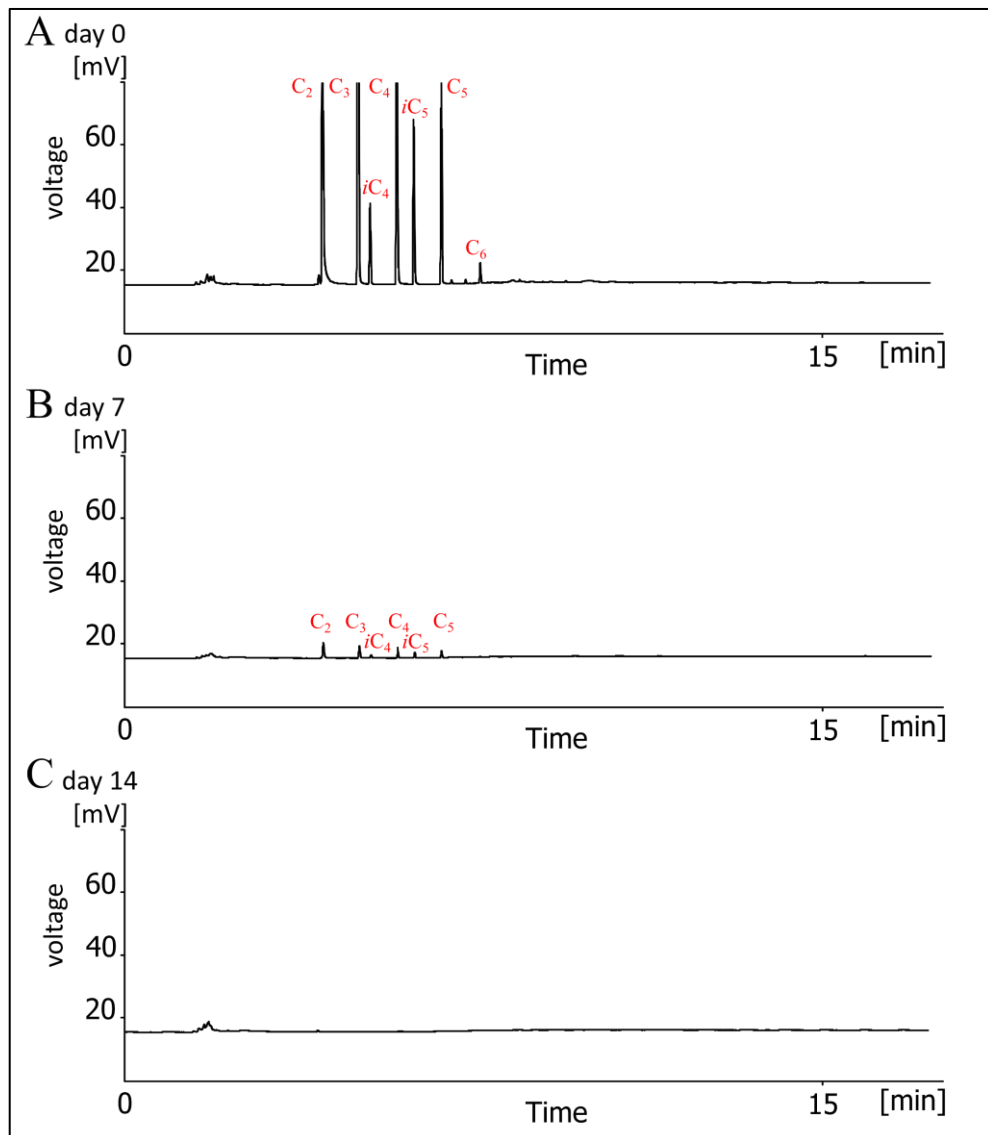 A day 0
[mV]
C₂ C₃ C₄ C₅
iC₅
60
voltage
40
iC₄
C₆
20
0 15 [min]
Time
B day 7
[mV]
60
voltage
40
C₂ C₃ C₄ C₅
20
iC₄ iC₅
0 15 [min]
Time
C day 14
[mV]
60
voltage
40
20
0 15 [min]
Time